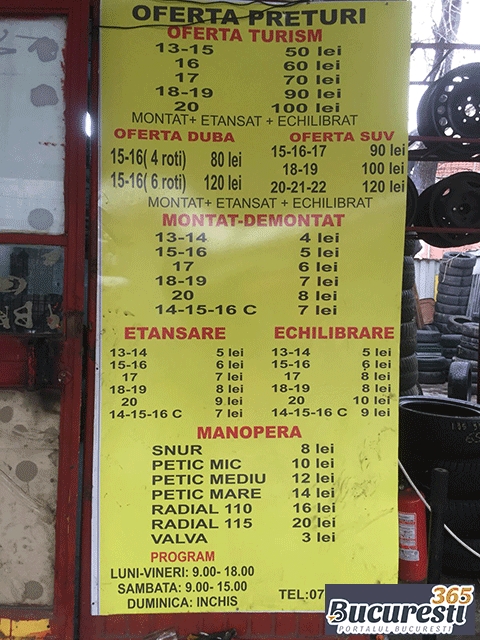 OFERTA PRETURI
OFERTA TURISM
13-15 50 lei
16 60 lei
17 70 lei
18-19 90 lei
20 100 lei
MONTAT+ ETANSAT + ECHILIBRAT
OFERTA DUBA OFERTA SUV
15-16( 4 roti) 80 lei 15-16-17 90 lei
15-16( 6 roti) 120 lei 18-19 100 lei
20-21-22 120 lei
MONTAT+ ETANSAT + ECHILIBRAT
MONTAT-DEMONTAT
13-14 4 lei
15-16 5 lei
17 6 lei
18-19 7 lei
20 8 lei
14-15-16 C 7 lei
ETANSARE ECHILIBRARE
13-14 5 lei 13-14 5 lei
15-16 6 lei 15-16 6 lei
17 7 lei 17 8 lei
18-19 8 lei 18-19 8 lei
20 9 lei 20 10 lei
14-15-16 C 7 lei 14-15-16 C 9 lei
MANOPERA
SNUR 8 lei
PETIC MIC 10 lei
PETIC MEDIU 12 lei
PETIC MARE 14 lei
RADIAL 110 16 lei
RADIAL 115 20 lei
VALVA 3 lei
PROGRAM
LUNI-VINERI: 9.00- 18.00
SAMBATA: 9.00- 15.00
DUMINICA: INCHIS TEL:07
365
Bucuresti
PORTALUL BUCURESTI